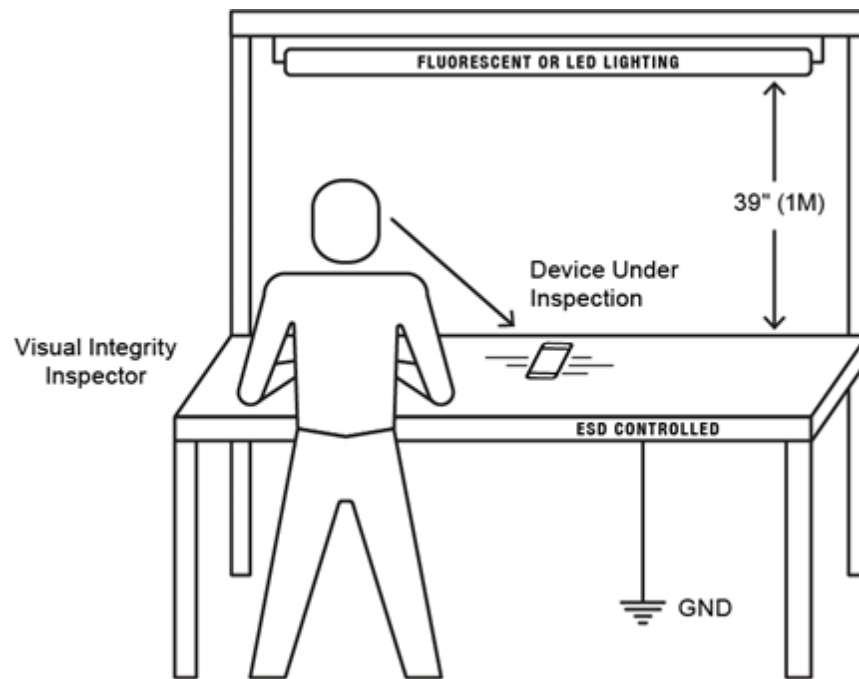 FLUORESCENT OR LED LIGHTING
39" (1M)
Device Under
Inspection
Visual Integrity
Inspector
ESD CONTROLLED
GND